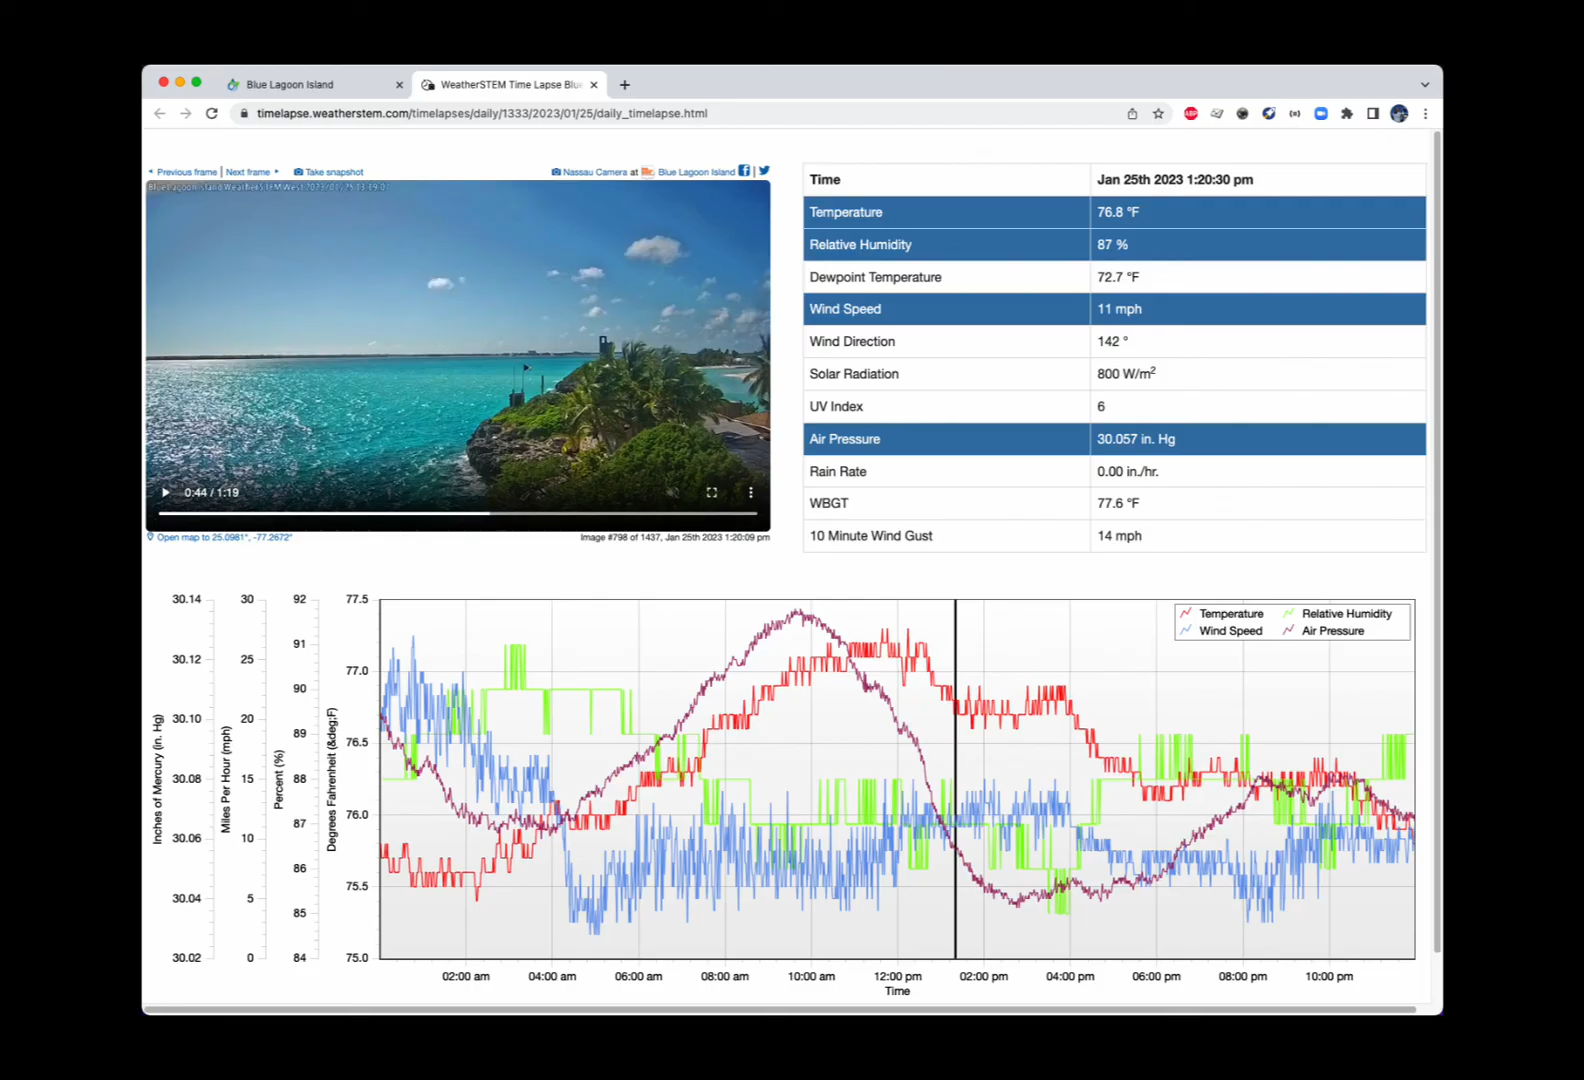 Blue Lagoon Island
WeatherSTEM Time Lapse Blu
timelapse.weatherstem.com/timelapses/daily/1333/2023/01/25/daily_timelapse.html
ABP
Previous frame | Next frame
Take snapshot
Nassau Camera at Blue Lagoon Island
BlueLagoon Island WeatherSTEM West 2023/01/25
0:44 / 1:19
Open map to 25.0981°, -77.2672°
Image #798 of 1437, Jan 25th 2023 1:20:09 pm
Time Jan 25th 2023 1:20:30 pm
Temperature 76.8 °F
Relative Humidity 87 %
Dewpoint Temperature 72.7 °F
Wind Speed 11 mph
Wind Direction 142 °
Solar Radiation 800 W/m²
UV Index 6
Air Pressure 30.057 in. Hg
Rain Rate 0.00 in./hr.
WBGT 77.6 °F
10 Minute Wind Gust 14 mph
Inches of Mercury (in. Hg)
30.14
30.12
30.10
30.08
30.06
30.04
30.02
Miles Per Hour (mph)
30
25
20
15
10
5
0
Percent (%)
92
91
90
89
88
87
86
85
84
Degrees Fahrenheit (&deg;F)
77.5
77.0
76.5
76.0
75.5
75.0
Temperature
Relative Humidity
Wind Speed
Air Pressure
02:00 am 04:00 am 06:00 am 08:00 am 10:00 am 12:00 pm 02:00 pm 04:00 pm 06:00 pm 08:00 pm 10:00 pm
Time